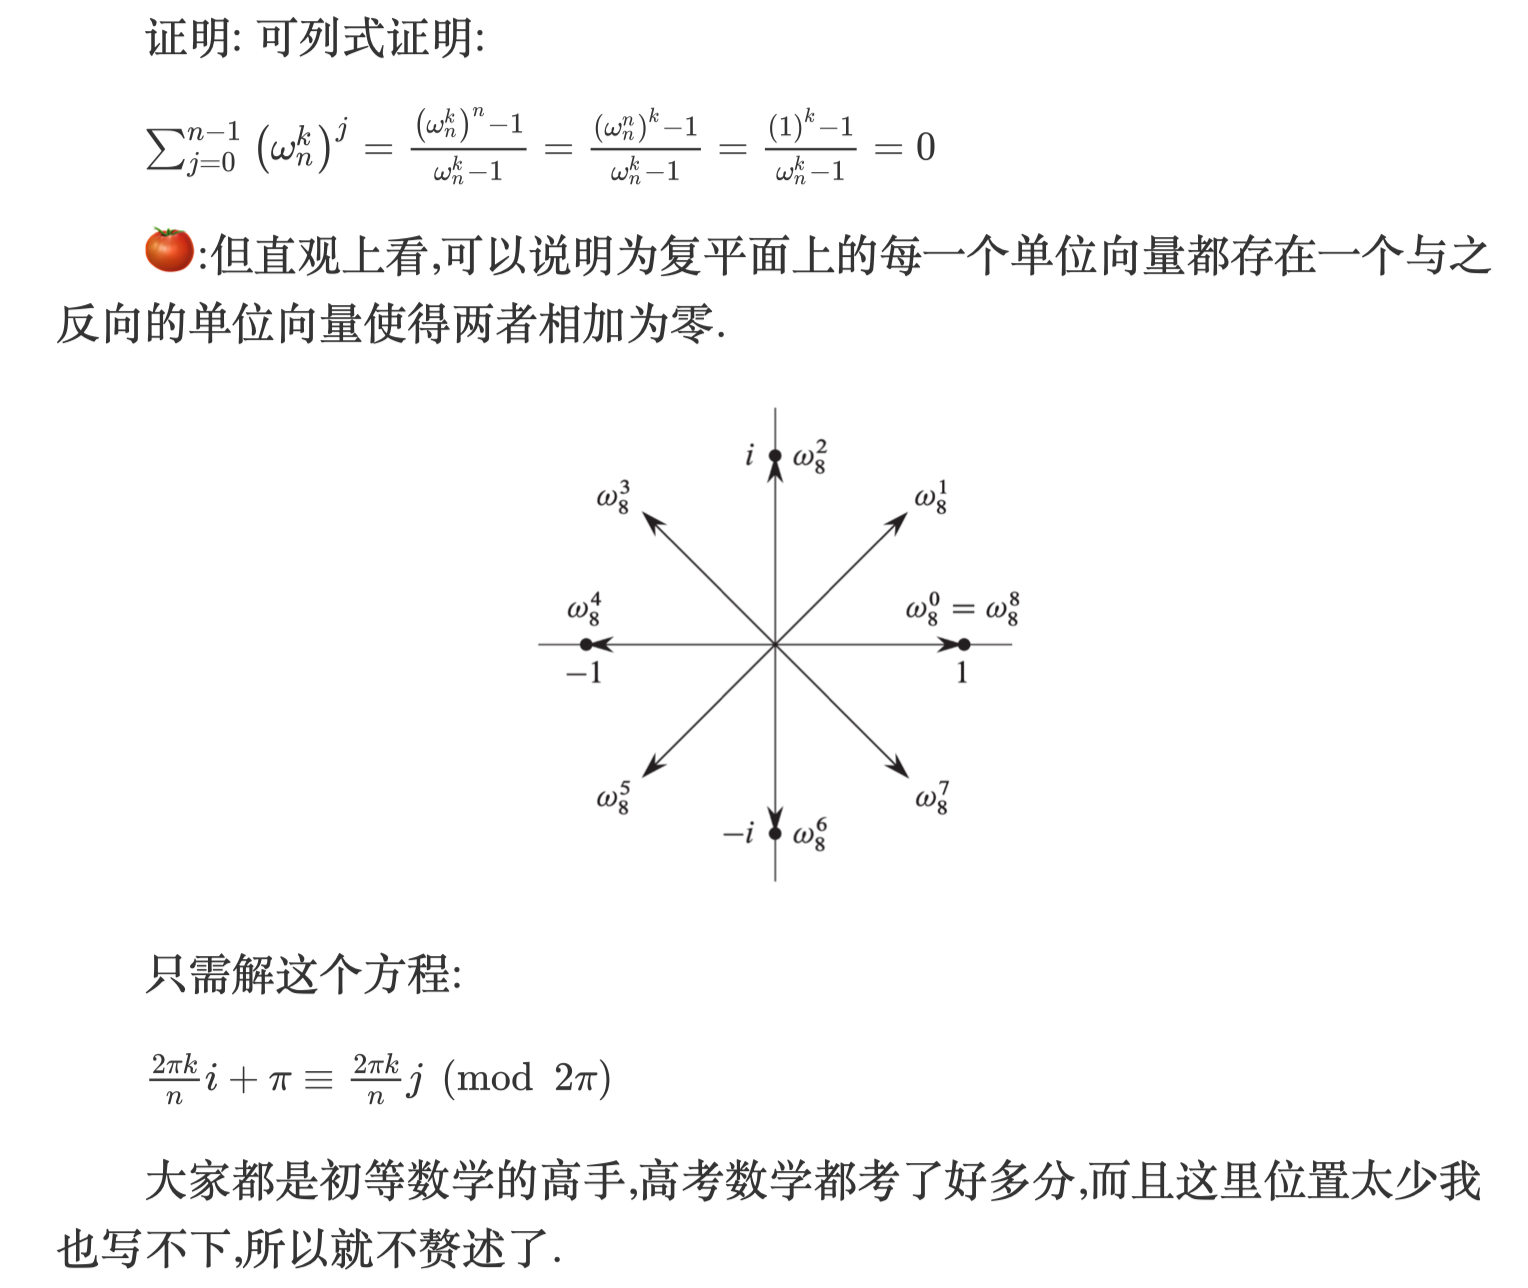 证明: 可列式证明:
$\sum_{j=0}^{n-1} \left(\omega_n^k\right)^j = \frac{\left(\omega_n^k\right)^n-1}{\omega_n^k-1} = \frac{\left(\omega_n^n\right)^k-1}{\omega_n^k-1} = \frac{(1)^k-1}{\omega_n^k-1} = 0$
🍅:但直观上看,可以说明为复平面上的每一个单位向量都存在一个与之
反向的单位向量使得两者相加为零.
$i$ $\omega_8^2$
$\omega_8^3$ $\omega_8^1$
$\omega_8^4$ $\omega_8^0 = \omega_8^8$
$-1$ $1$
$\omega_8^5$ $\omega_8^7$
$-i$ $\omega_8^6$
只需解这个方程:
$\frac{2\pi k}{n}i + \pi \equiv \frac{2\pi k}{n}j \pmod{2\pi}$
大家都是初等数学的高手,高考数学都考了好多分,而且这里位置太少我
也写不下,所以就不赘述了.